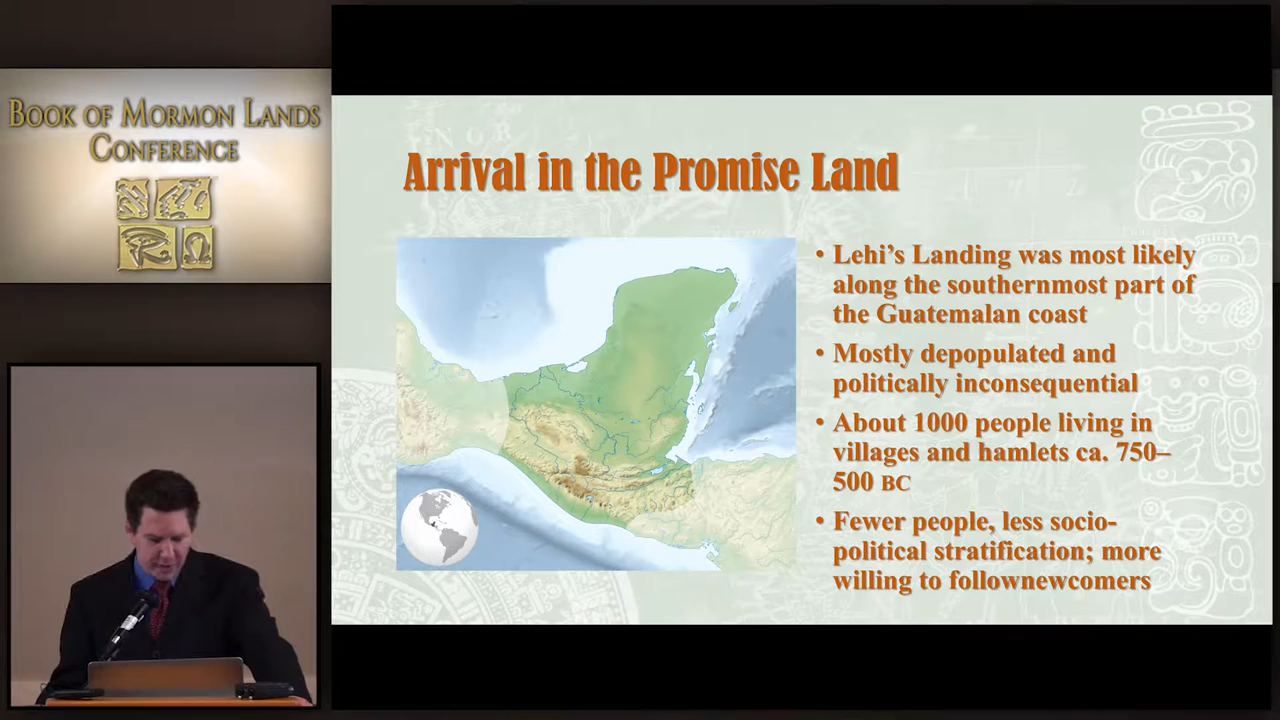 BOOK OF MORMON LANDS
CONFERENCE
Arrival in the Promise Land
• Lehi’s Landing was most likely
along the southernmost part of
the Guatemalan coast
• Mostly depopulated and
politically inconsequential
• About 1000 people living in
villages and hamlets ca. 750–
500 BC
• Fewer people, less socio-
political stratification; more
willing to follownewcomers